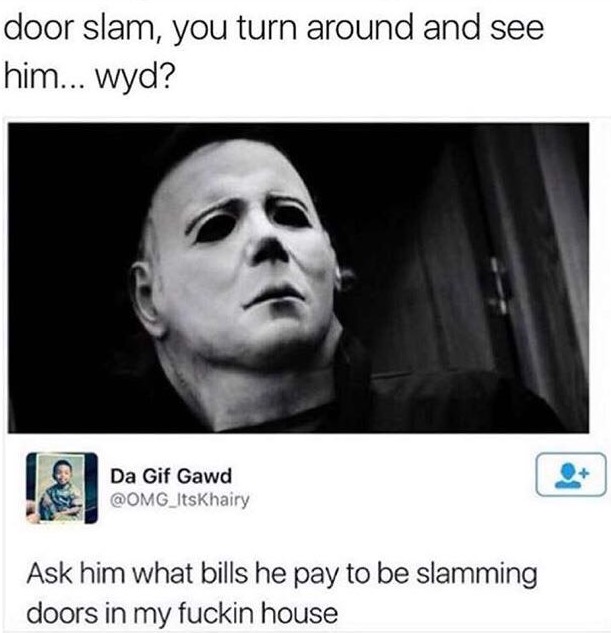 door slam, you turn around and see
him... wyd?
Da Gif Gawd
@OMG_ItsKhairy
Ask him what bills he pay to be slamming
doors in my fuckin house